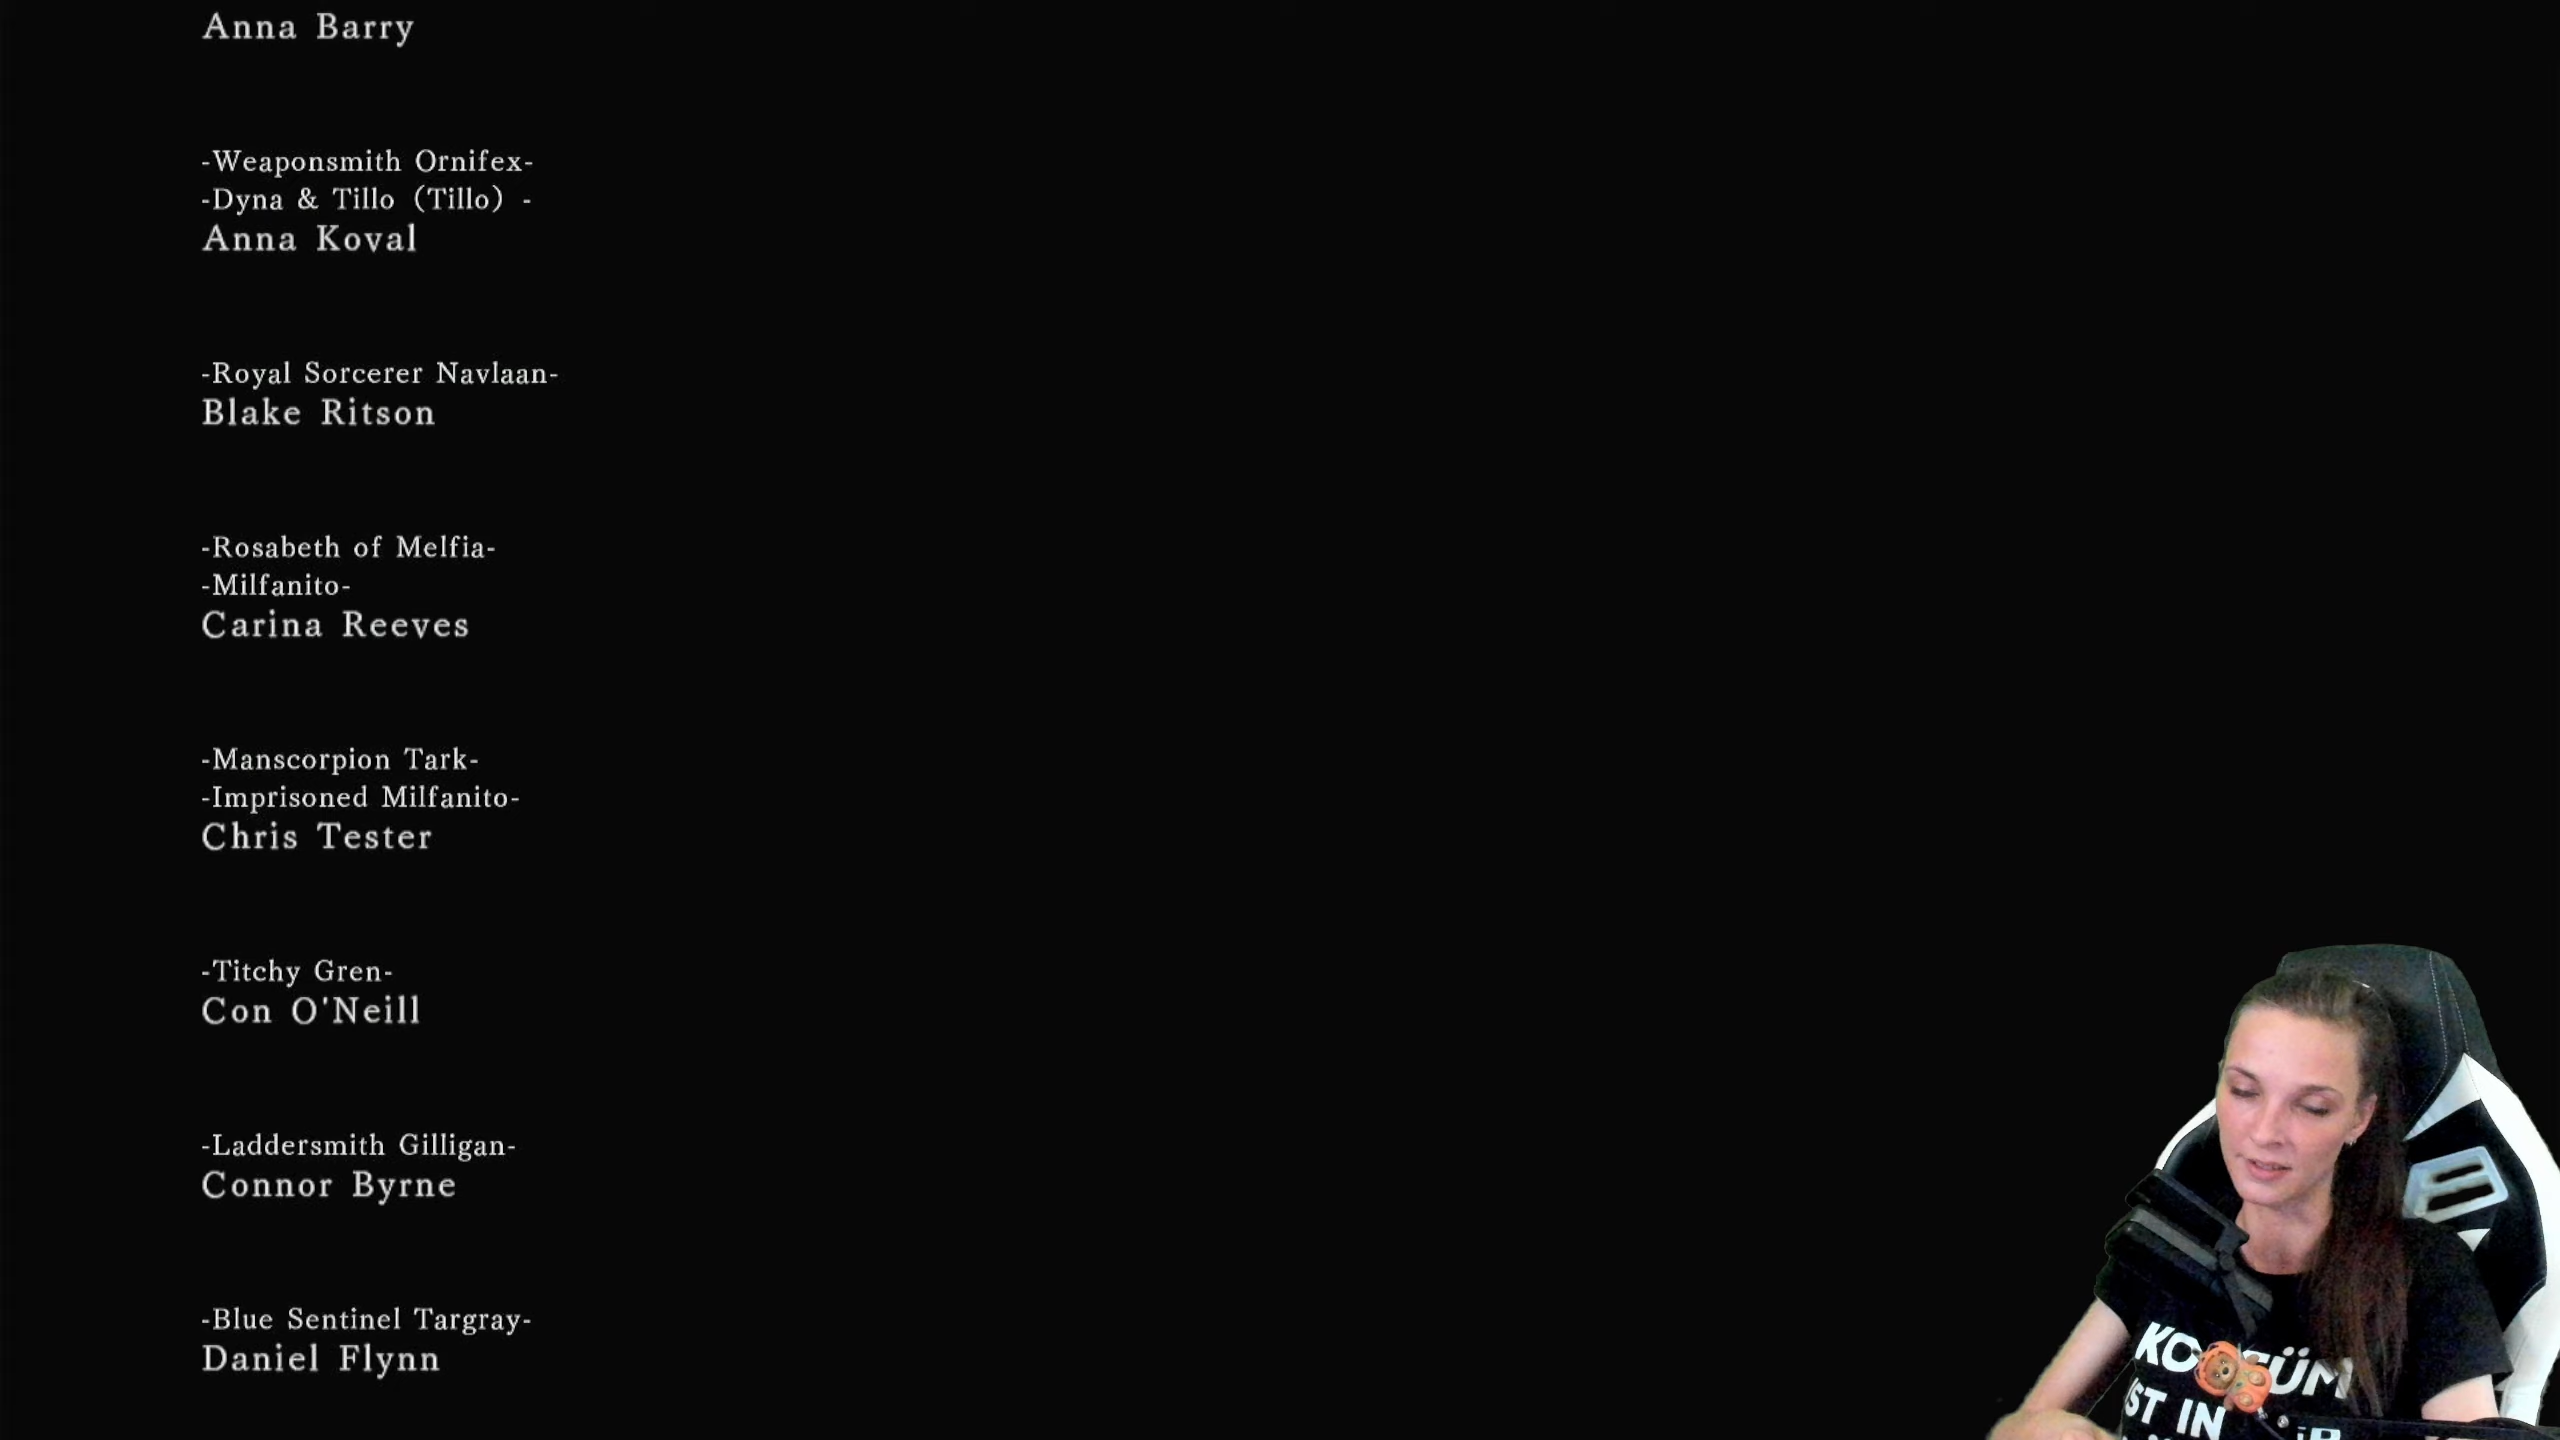 Anna Barry
-Weaponsmith Ornifex-
-Dyna & Tillo (Tillo) -
Anna Koval
-Royal Sorcerer Navlaan-
Blake Ritson
-Rosabeth of Melfia-
-Milfanito-
Carina Reeves
-Manscorpion Tark-
-Imprisoned Milfanito-
Chris Tester
-Titchy Gren-
Con O'Neill
-Laddersmith Gilligan-
Connor Byrne
-Blue Sentinel Targray-
Daniel Flynn
IN